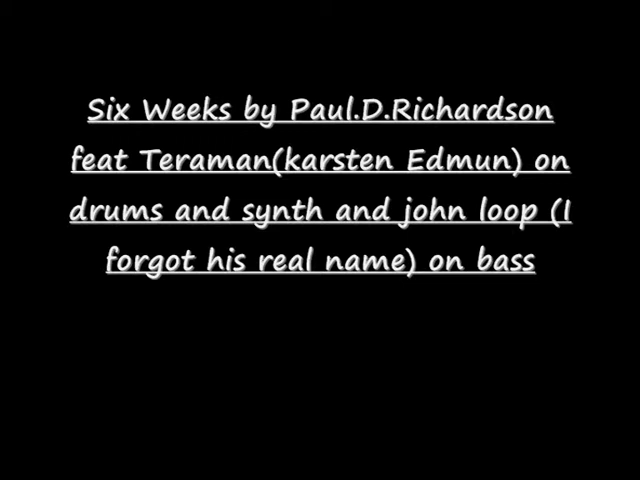 Six Weeks by Paul.D.Richardson
feat Teraman(karsten Edmun) on
drums and synth and john loop (I
forgot his real name) on bass